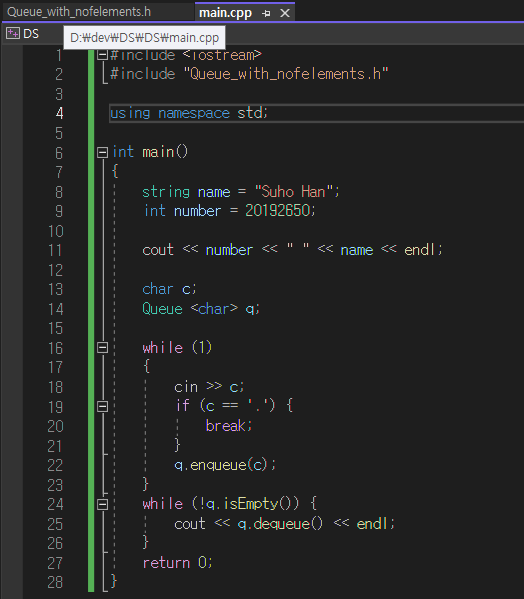 Queue_with_nofelements.h
main.cpp
DS
D:₩dev₩DS₩DS₩main.cpp
1 #include <iostream>
2 #include "Queue_with_nofelements.h"
3
4 using namespace std;
5
6 int main()
7 {
8 string name = "Suho Han";
9 int number = 20192650;
10
11 cout << number << " " << name << endl;
12
13 char c;
14 Queue <char> q;
15
16 while (1)
17 {
18 cin >> c;
19 if (c == '.') {
20 break;
21 }
22 q.enqueue(c);
23 }
24 while (!q.isEmpty()) {
25 cout << q.dequeue() << endl;
26 }
27 return 0;
28 }